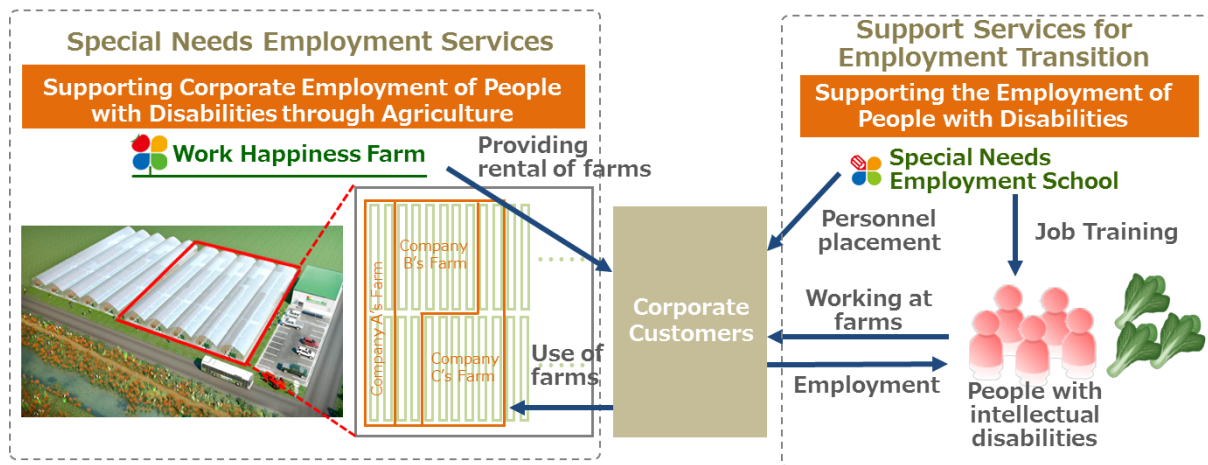 Special Needs Employment Services
Supporting Corporate Employment of People
with Disabilities through Agriculture
Work Happiness Farm
Providing
rental of farms
Company A's Farm
Company
B's Farm
Company
C's Farm
Use of
farms
Corporate
Customers
Support Services for
Employment Transition
Supporting the Employment of
People with Disabilities
Special Needs
Employment School
Personnel
placement
Job Training
Working at
farms
Employment
People with
intellectual
disabilities